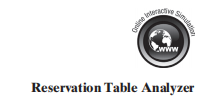 Online Interactive Simulation
www
Reservation Table Analyzer